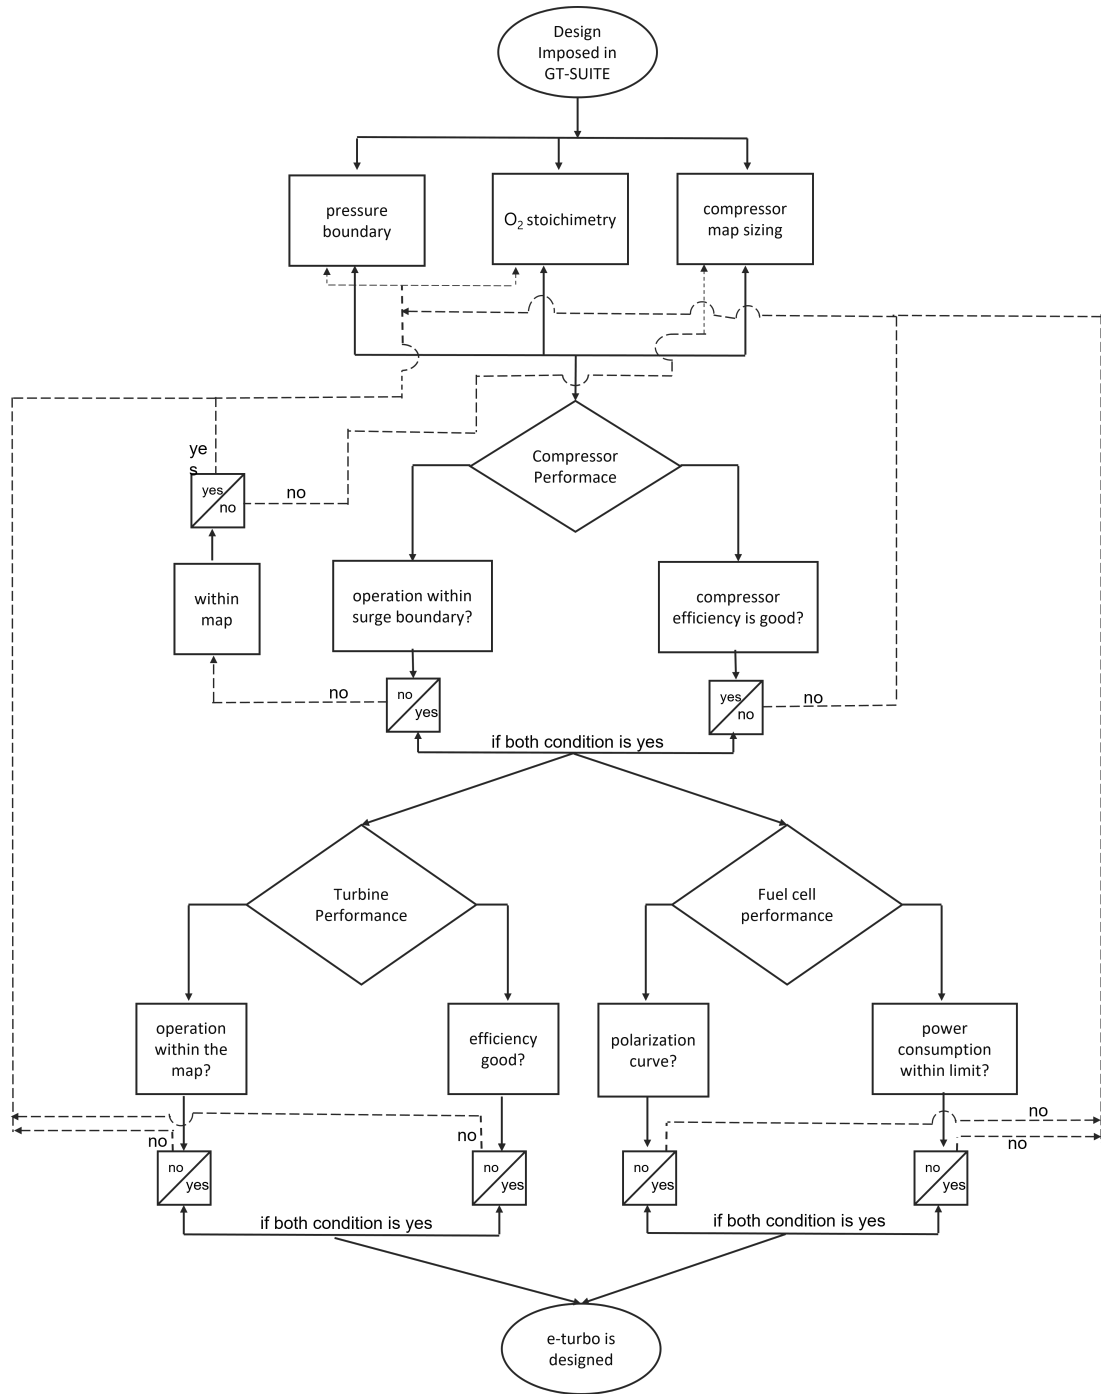 Design
Imposed in
GT-SUITE
pressure
boundary
O₂ stoichimetry
compressor
map sizing
Compressor
Performace
ye
s
yes
no
no
within
map
operation within
surge boundary?
compressor
efficiency is good?
no
no
yes
yes
no
no
if both condition is yes
Turbine
Performance
Fuel cell
performance
operation
within the
map?
efficiency
good?
polarization
curve?
power
consumption
within limit?
no
no
no
no
no
yes
no
yes
no
yes
no
yes
if both condition is yes
if both condition is yes
e-turbo is
designed